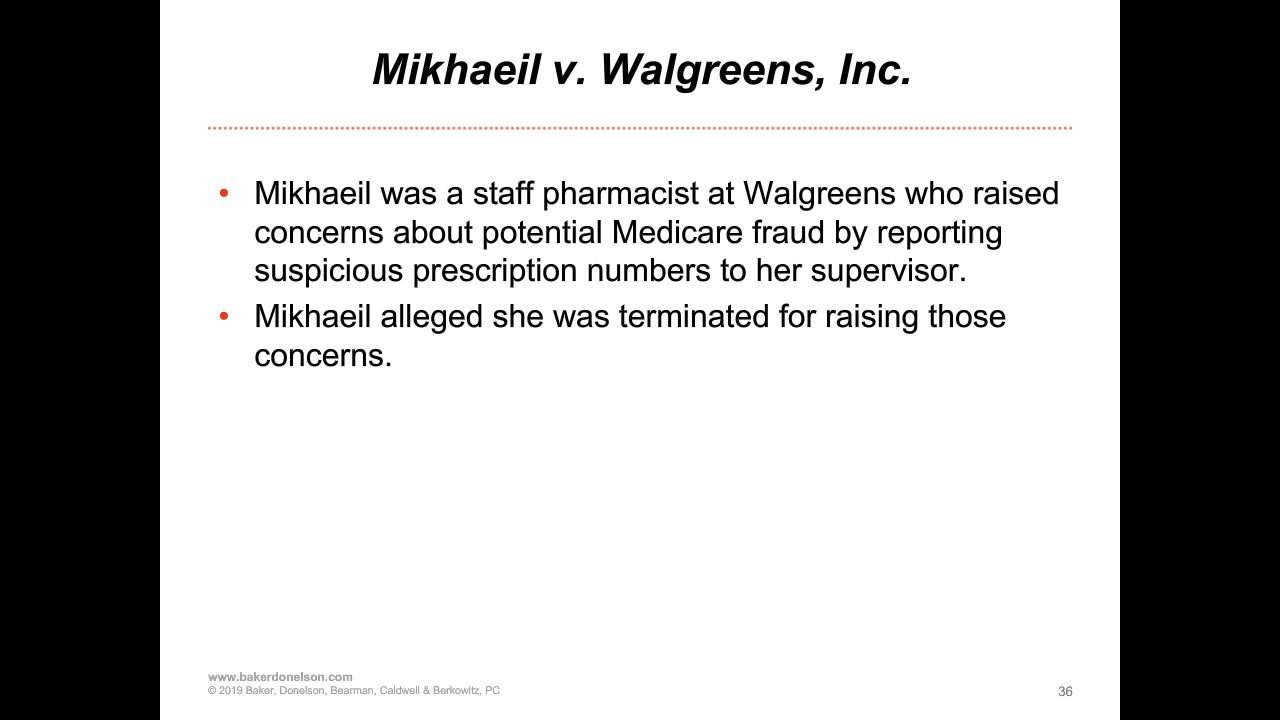 Mikhaeil v. Walgreens, Inc.
• Mikhaeil was a staff pharmacist at Walgreens who raised
concerns about potential Medicare fraud by reporting
suspicious prescription numbers to her supervisor.
• Mikhaeil alleged she was terminated for raising those
concerns.
www.bakerdonelson.com
© 2019 Baker, Donelson, Bearman, Caldwell & Berkowitz, PC
36